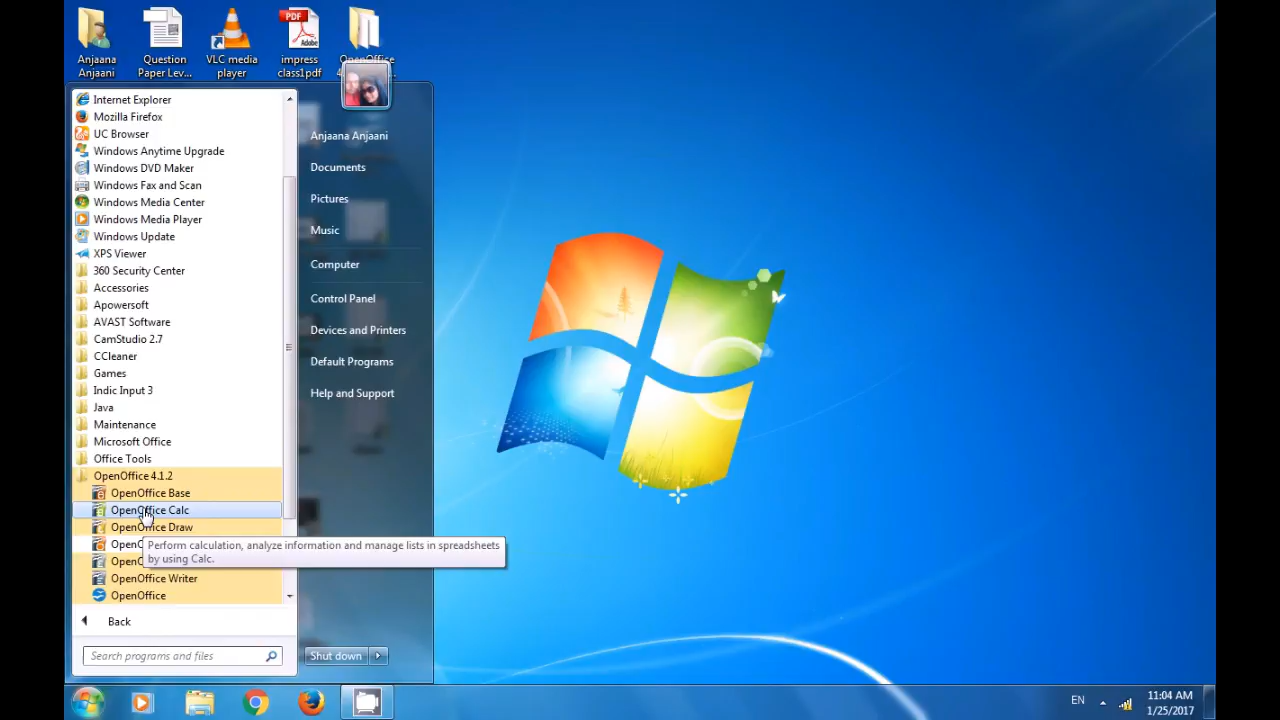 Anjaana
Anjaani
Question
Paper Lev...
VLC media
player
PDF
Adobe
impress
class1pdf
OpenOffice
Internet Explorer
Mozilla Firefox
UC Browser
Windows Anytime Upgrade
Windows DVD Maker
Windows Fax and Scan
Windows Media Center
Windows Media Player
Windows Update
XPS Viewer
360 Security Center
Accessories
Apowersoft
AVAST Software
CamStudio 2.7
CCleaner
Games
Indic Input 3
Java
Maintenance
Microsoft Office
Office Tools
OpenOffice 4.1.2
OpenOffice Base
OpenOffice Calc
OpenOffice Draw
OpenOffice Writer
OpenOffice
Back
Search programs and files
Anjaana Anjaani
Documents
Pictures
Music
Computer
Control Panel
Devices and Printers
Default Programs
Help and Support
Shut down
Perform calculation, analyze information and manage lists in spreadsheets
by using Calc.
EN
11:04 AM
1/25/2017